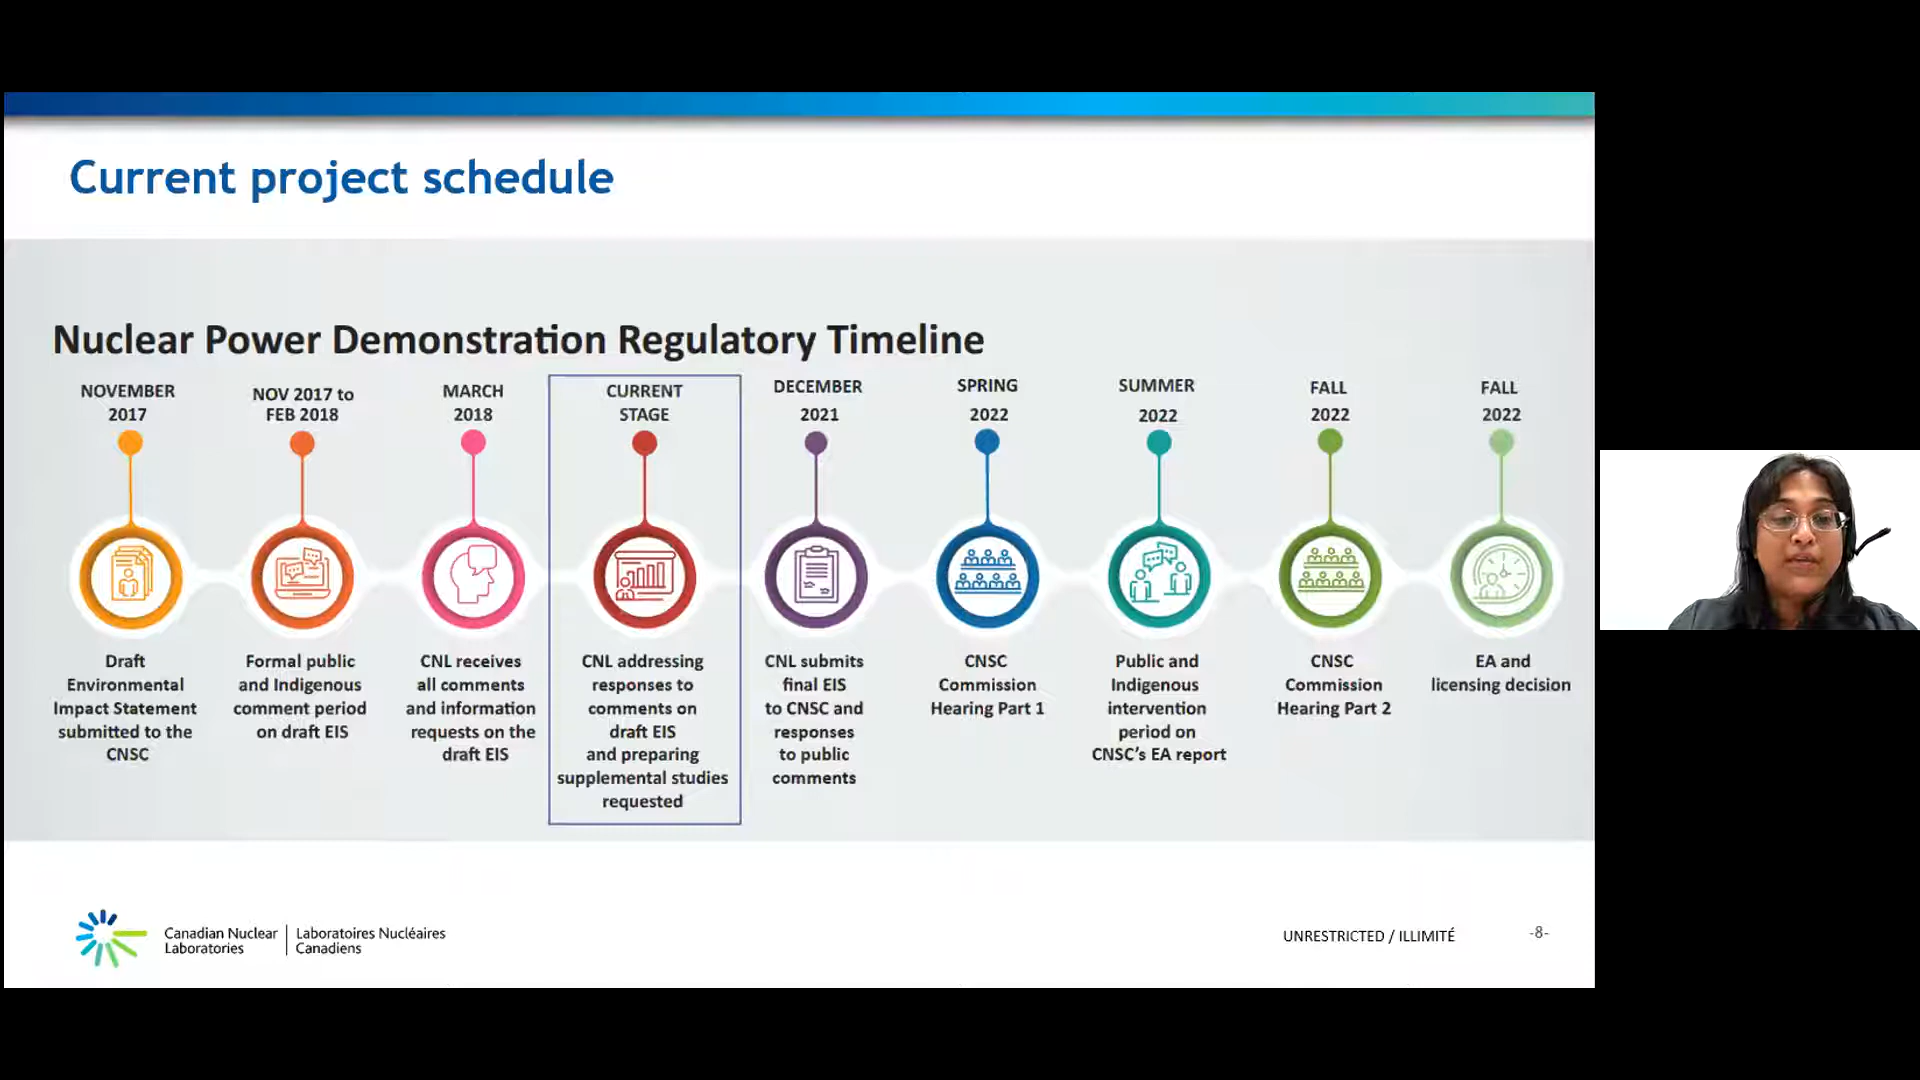 Current project schedule
Nuclear Power Demonstration Regulatory Timeline
NOVEMBER
2017
Draft
Environmental
Impact Statement
submitted to the
CNSC
NOV 2017 to
FEB 2018
Formal public
and Indigenous
comment period
on draft EIS
MARCH
2018
CNL receives
all comments
and information
requests on the
draft EIS
CURRENT
STAGE
CNL addressing
responses to
comments on
draft EIS
and preparing
supplemental studies
requested
DECEMBER
2021
CNL submits
final EIS
to CNSC and
responses
to public
comments
SPRING
2022
CNSC
Commission
Hearing Part 1
SUMMER
2022
Public and
Indigenous
intervention
period on
CNSC's EA report
FALL
2022
CNSC
Commission
Hearing Part 2
FALL
2022
EA and
licensing decision
Canadian Nuclear
Laboratories
Laboratoires Nucléaires
Canadiens
UNRESTRICTED / ILLIMITÉ
-8-